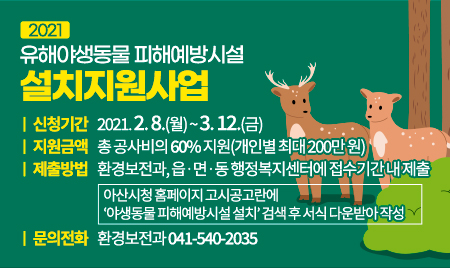 2021
유해야생동물 피해예방시설
설치지원사업
| 신청기간 2021. 2. 8.(월) ~ 3. 12.(금)
| 지원금액 총 공사비의 60% 지원(개인별 최대 200만 원)
| 제출방법 환경보전과, 읍 · 면 · 동 행정복지센터에 접수기간 내 제출
아산시청 홈페이지 고시공고란에
'야생동물 피해예방시설 설치' 검색 후 서식 다운받아 작성
| 문의전화 환경보전과 041-540-2035